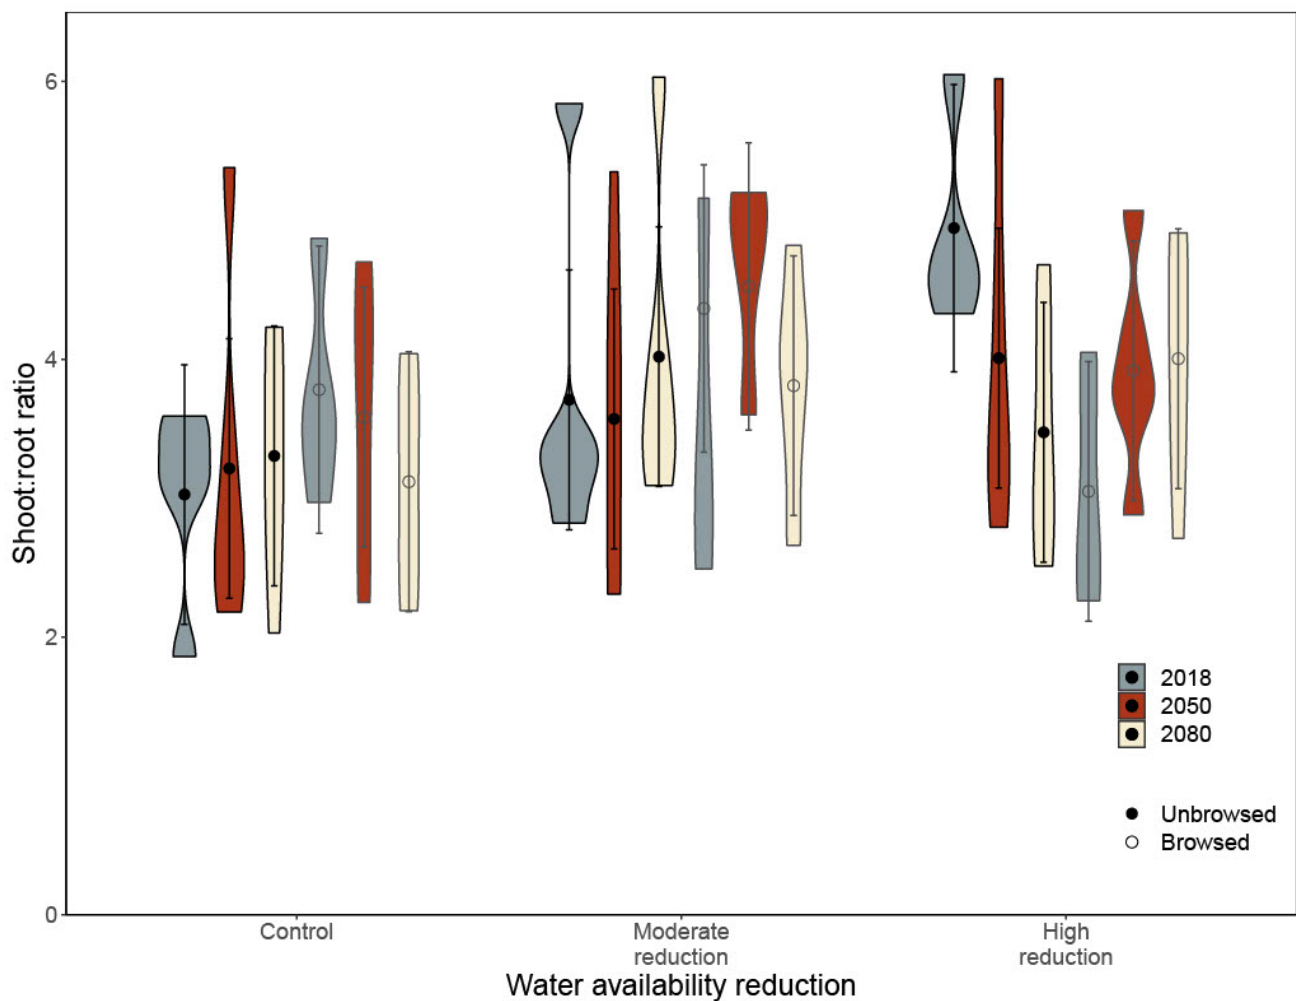 Shoot:root ratio
6
4
2
0
2018
2050
2080
Unbrowsed
Browsed
Control
Moderate
reduction
High
reduction
Water availability reduction